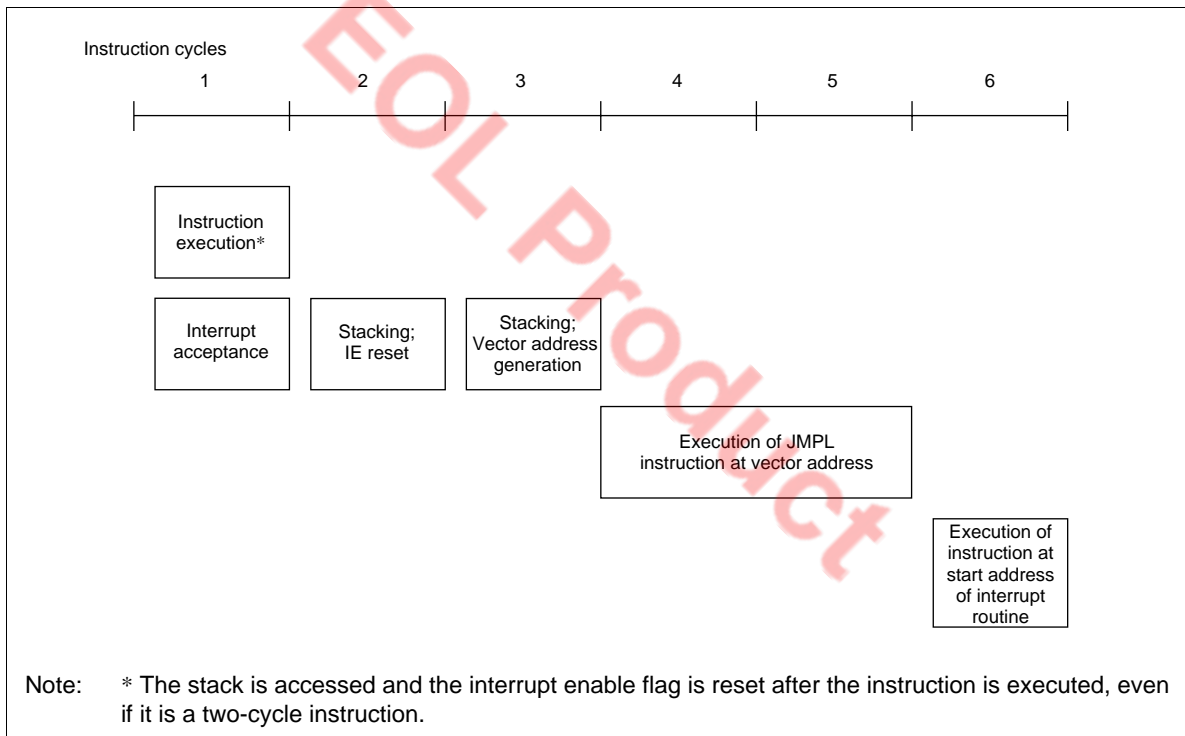 Instruction cycles
1 2 3 4 5 6
Instruction
execution*
Interrupt
acceptance
Stacking;
IE reset
Stacking;
Vector address
generation
Execution of JMPL
instruction at vector address
Execution of
instruction at
start address
of interrupt
routine
EOL Product
Note: * The stack is accessed and the interrupt enable flag is reset after the instruction is executed, even
if it is a two-cycle instruction.